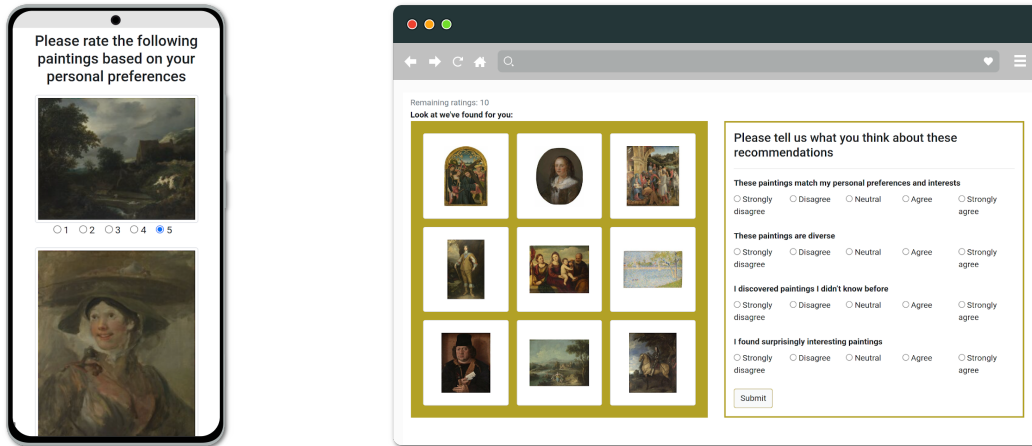 Please rate the following
paintings based on your
personal preferences
1 2 3 4 5
Remaining ratings: 10
Look at we've found for you:
Please tell us what you think about these
recommendations
These paintings match my personal preferences and interests
Strongly disagree Disagree Neutral Agree Strongly agree
These paintings are diverse
Strongly disagree Disagree Neutral Agree Strongly agree
I discovered paintings I didn't know before
Strongly disagree Disagree Neutral Agree Strongly agree
I found surprisingly interesting paintings
Strongly disagree Disagree Neutral Agree Strongly agree
Submit